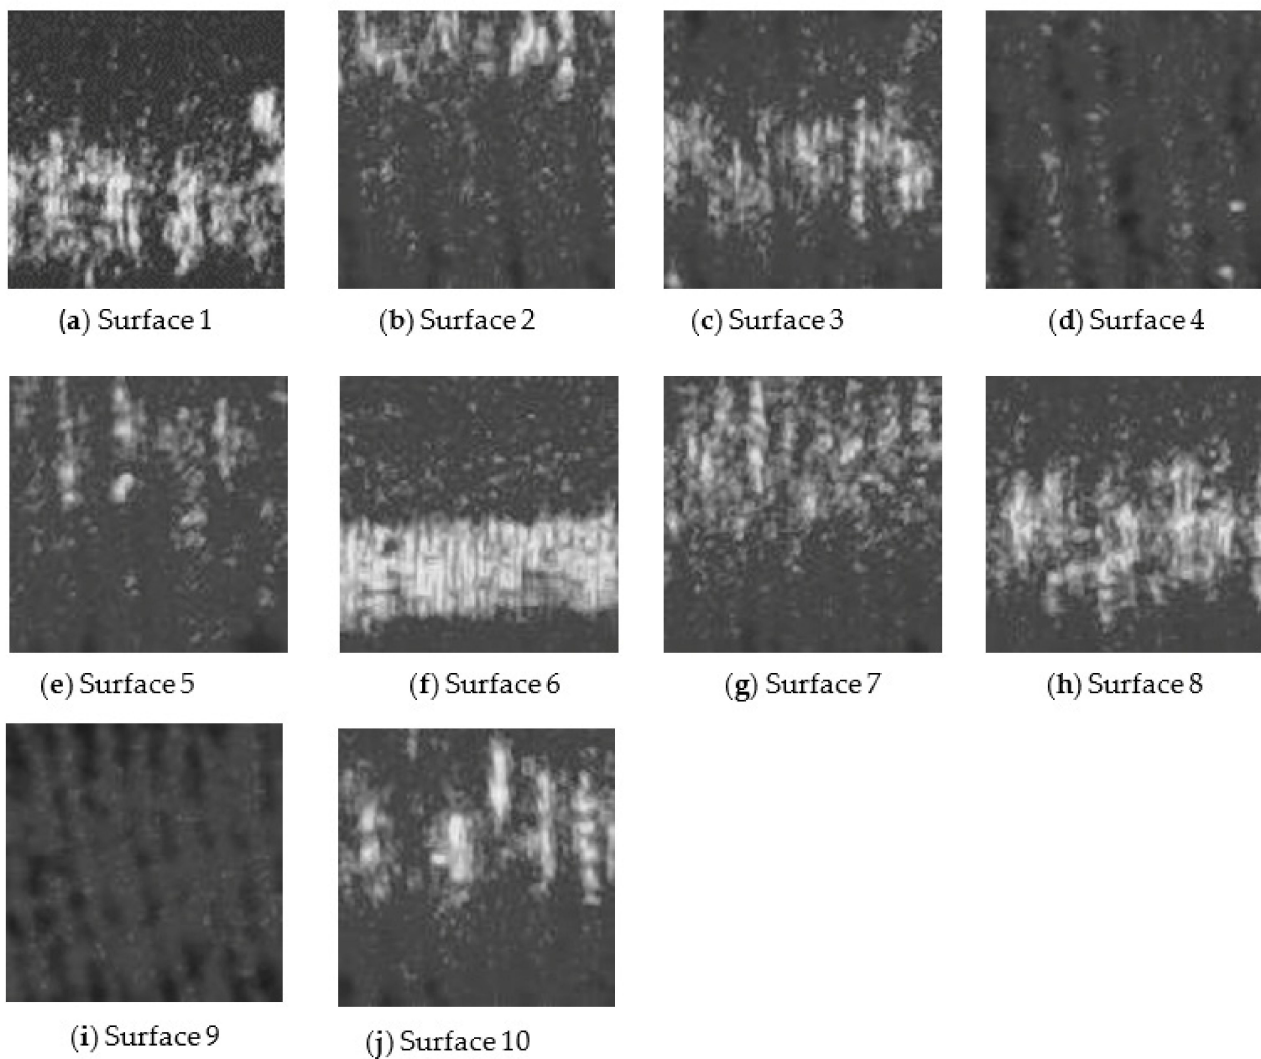 (a) Surface 1
(b) Surface 2
(c) Surface 3
(d) Surface 4
(e) Surface 5
(f) Surface 6
(g) Surface 7
(h) Surface 8
(i) Surface 9
(j) Surface 10